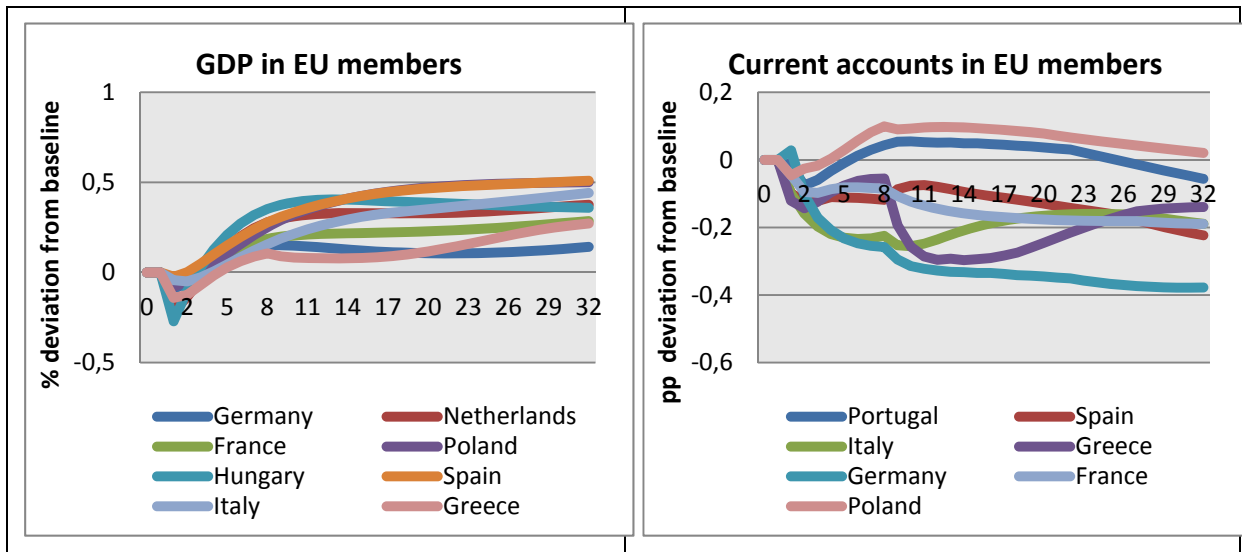 GDP in EU members
% deviation from baseline
1
0,5
0
-0,5
0 2 5 8 11 14 17 20 23 26 29 32
Germany Netherlands
France Poland
Hungary Spain
Italy Greece
Current accounts in EU members
pp deviation from baseline
0,2
0
-0,2
-0,4
-0,6
0 2 5 8 11 14 17 20 23 26 29 32
Portugal Spain
Italy Greece
Germany France
Poland